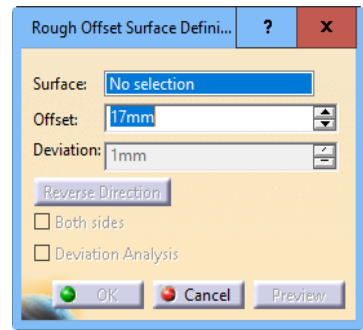 Rough Offset Surface Defini... ? x
Surface: No selection
Offset: 17mm
Deviation: 1mm
Reverse Direction
Both sides
Deviation Analysis
OK Cancel Preview